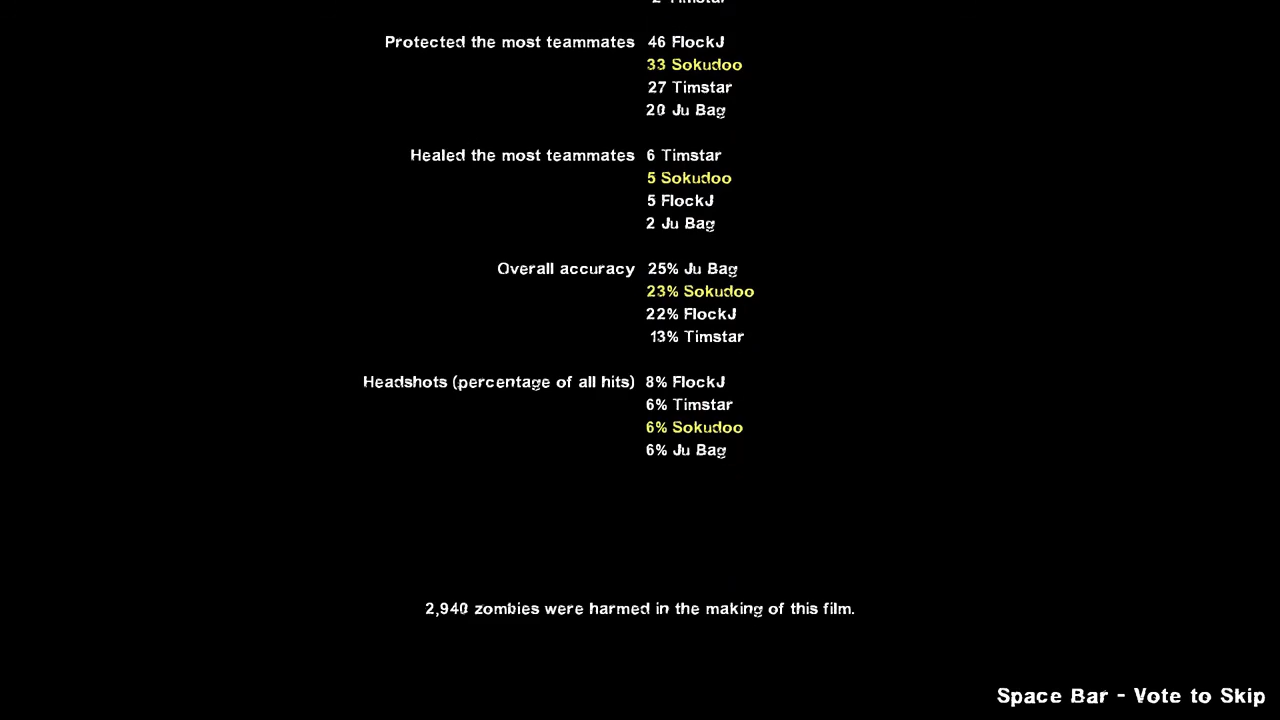 2 Timstar
Protected the most teammates 46 FlockJ
33 Sokudoo
27 Timstar
20 Ju Bag
Healed the most teammates 6 Timstar
5 Sokudoo
5 FlockJ
2 Ju Bag
Overall accuracy 25% Ju Bag
23% Sokudoo
22% FlockJ
13% Timstar
Headshots (percentage of all hits) 8% FlockJ
6% Timstar
6% Sokudoo
6% Ju Bag
2,940 zombies were harmed in the making of this film.
Space Bar - Vote to Skip